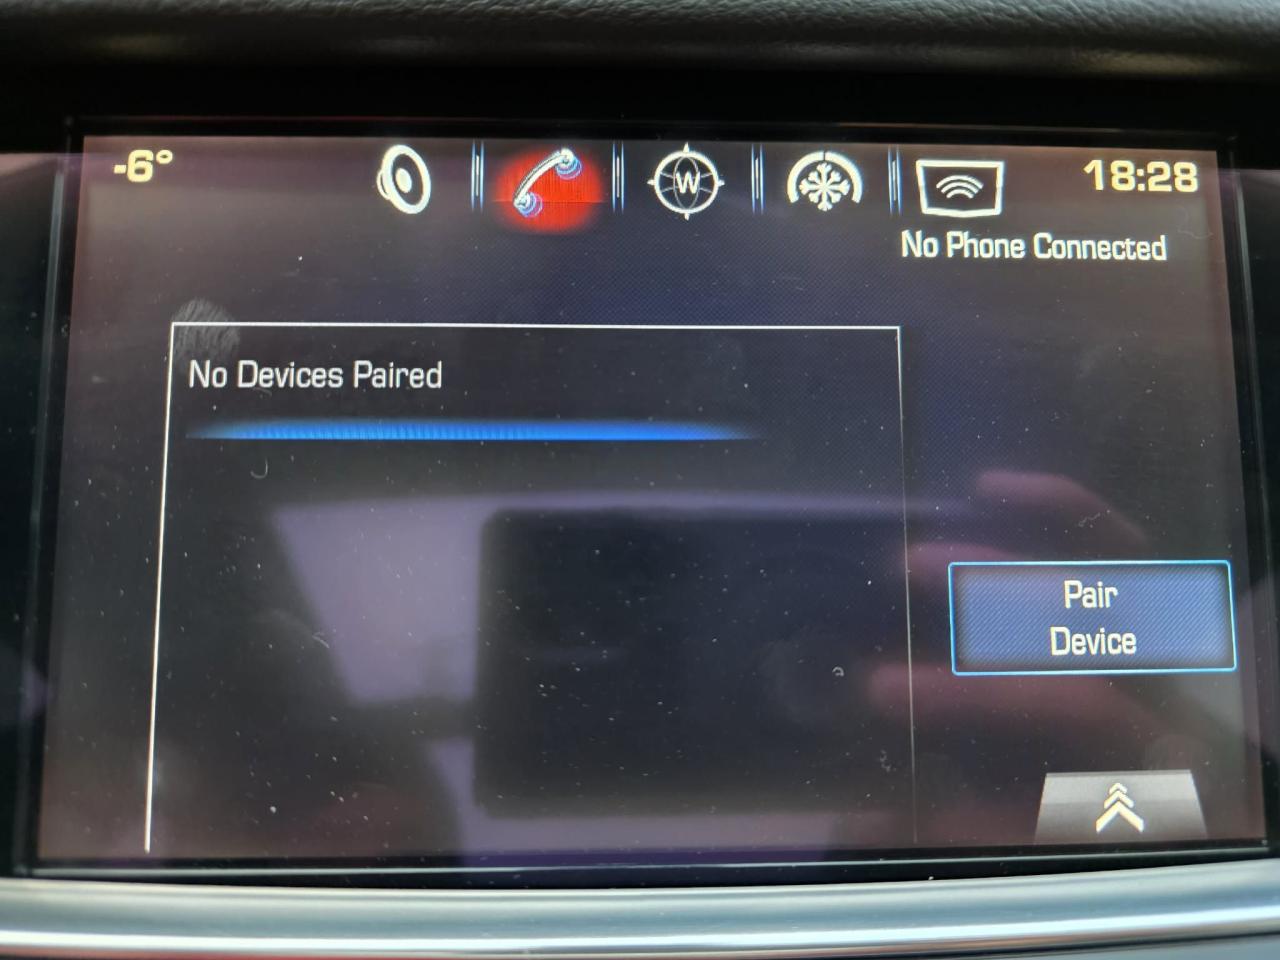 -6°
W
18:28
No Phone Connected
No Devices Paired
Pair
Device